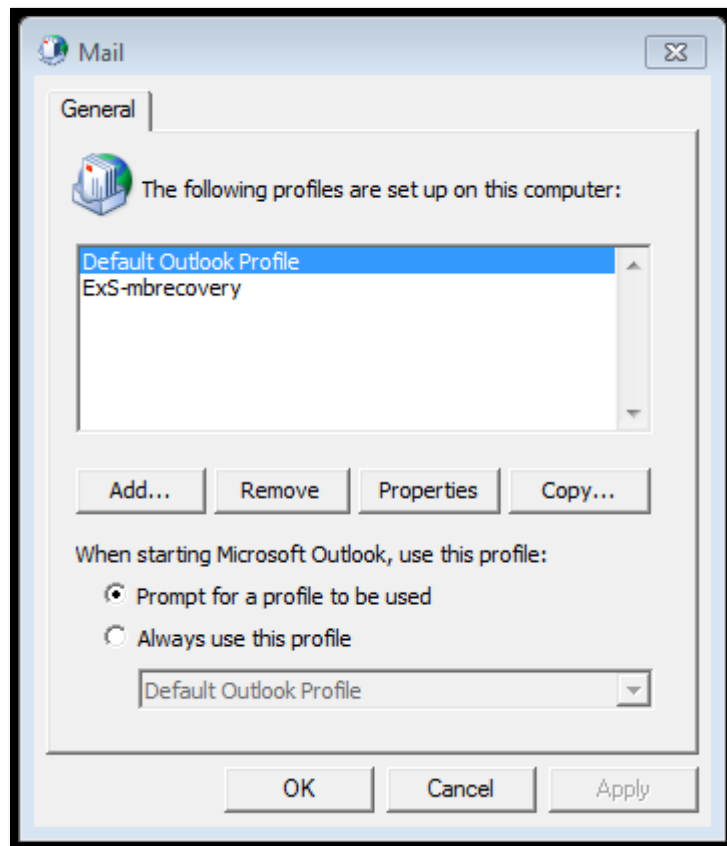 Mail
General
The following profiles are set up on this computer:
Default Outlook Profile
ExS-mbrecovery
Add... Remove Properties Copy...
When starting Microsoft Outlook, use this profile:
Prompt for a profile to be used
Always use this profile
Default Outlook Profile
OK Cancel Apply